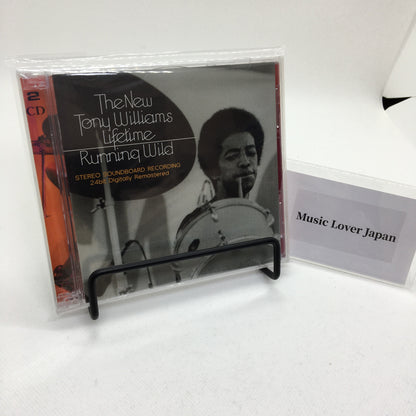 2
CD
The New
Tony Williams
Lifetime
Running Wild
STEREO SOUNDBOARD RECORDING
24bit Digitally Remastered
Music Lover Japan